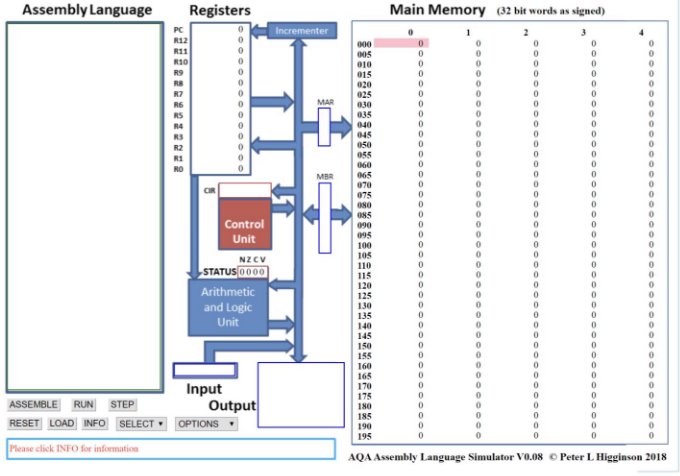 Assembly Language
Registers
Main Memory (32 bit words as signed)
PC 0
R12 0
R11 0
R10 0
R9 0
R8 0
R7 0
R6 0
R5 0
R4 0
R3 0
R2 0
R1 0
R0 0
Incrementer
MAR
MBR
CIR
Control
Unit
N Z C V
STATUS 0 0 0 0
Arithmetic
and Logic
Unit
Input
Output
0 1 2 3 4
000 0 0 0 0 0
005 0 0 0 0 0
010 0 0 0 0 0
015 0 0 0 0 0
020 0 0 0 0 0
025 0 0 0 0 0
030 0 0 0 0 0
035 0 0 0 0 0
040 0 0 0 0 0
045 0 0 0 0 0
050 0 0 0 0 0
055 0 0 0 0 0
060 0 0 0 0 0
065 0 0 0 0 0
070 0 0 0 0 0
075 0 0 0 0 0
080 0 0 0 0 0
085 0 0 0 0 0
090 0 0 0 0 0
095 0 0 0 0 0
100 0 0 0 0 0
105 0 0 0 0 0
110 0 0 0 0 0
115 0 0 0 0 0
120 0 0 0 0 0
125 0 0 0 0 0
130 0 0 0 0 0
135 0 0 0 0 0
140 0 0 0 0 0
145 0 0 0 0 0
150 0 0 0 0 0
155 0 0 0 0 0
160 0 0 0 0 0
165 0 0 0 0 0
170 0 0 0 0 0
175 0 0 0 0 0
180 0 0 0 0 0
185 0 0 0 0 0
190 0 0 0 0 0
195 0 0 0 0 0
ASSEMBLE RUN STEP
RESET LOAD INFO SELECT ▼ OPTIONS ▼
Please click INFO for information
AQA Assembly Language Simulator V0.08 © Peter L Higginson 2018